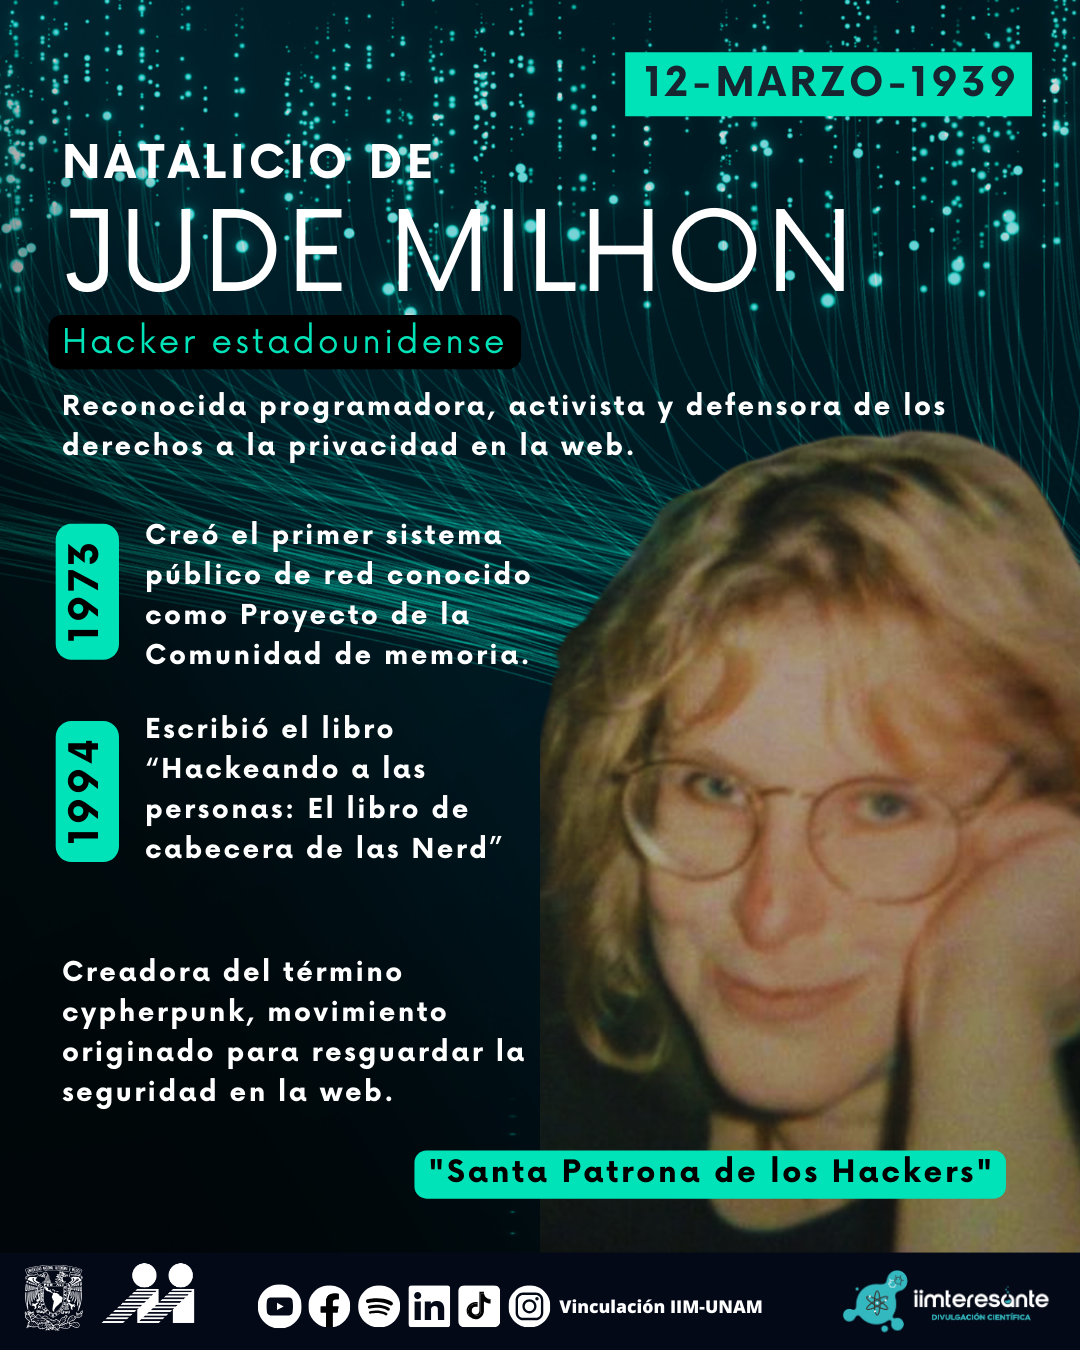 12-MARZO-1939
NATALICIO DE
JUDE MILHON
Hacker estadounidense
Reconocida programadora, activista y defensora de los
derechos a la privacidad en la web.
1973
Creó el primer sistema
público de red conocido
como Proyecto de la
Comunidad de memoria.
1994
Escribió el libro
“Hackeando a las
personas: El libro de
cabecera de las Nerd”
Creadora del término
cypherpunk, movimiento
originado para resguardar la
seguridad en la web.
"Santa Patrona de los Hackers"
Vinculación IIM-UNAM
iimteresante
DIVULGACIÓN CIENTÍFICA